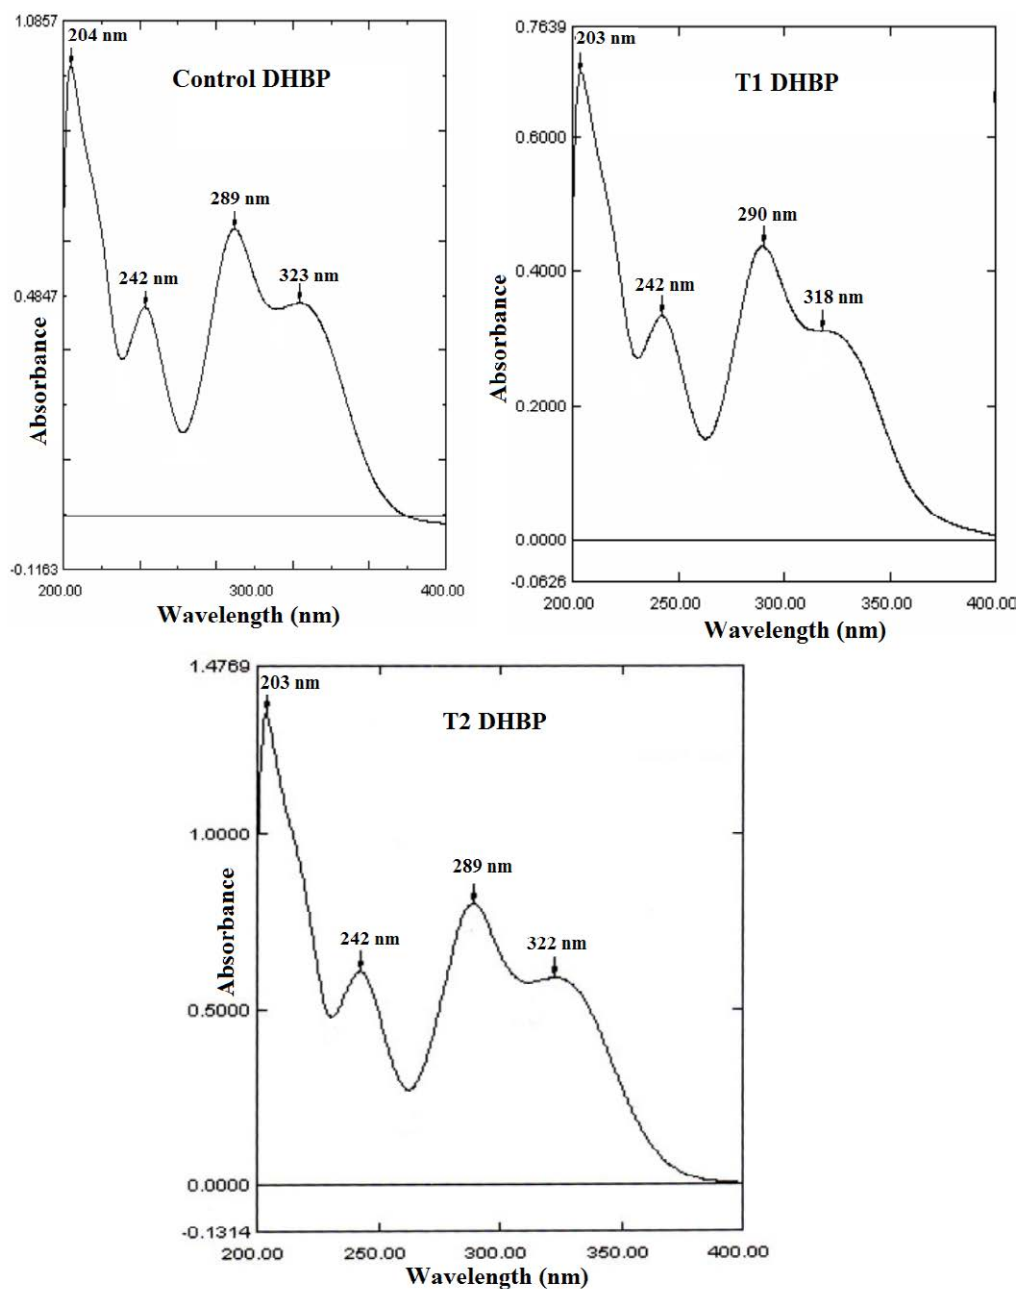 1.0857
204 nm
Control DHBP
289 nm
242 nm
323 nm
0.4847
Absorbance
-0.1163
200.00
300.00
400.00
Wavelength (nm)
0.7639
203 nm
T1 DHBP
0.6000
290 nm
0.4000
242 nm
318 nm
Absorbance
0.2000
0.0000
-0.0626
200.00
250.00
300.00
350.00
400.00
Wavelength (nm)
1.4769
203 nm
T2 DHBP
1.0000
289 nm
242 nm
322 nm
Absorbance
0.5000
0.0000
-0.1314
200.00
250.00
300.00
350.00
400.00
Wavelength (nm)